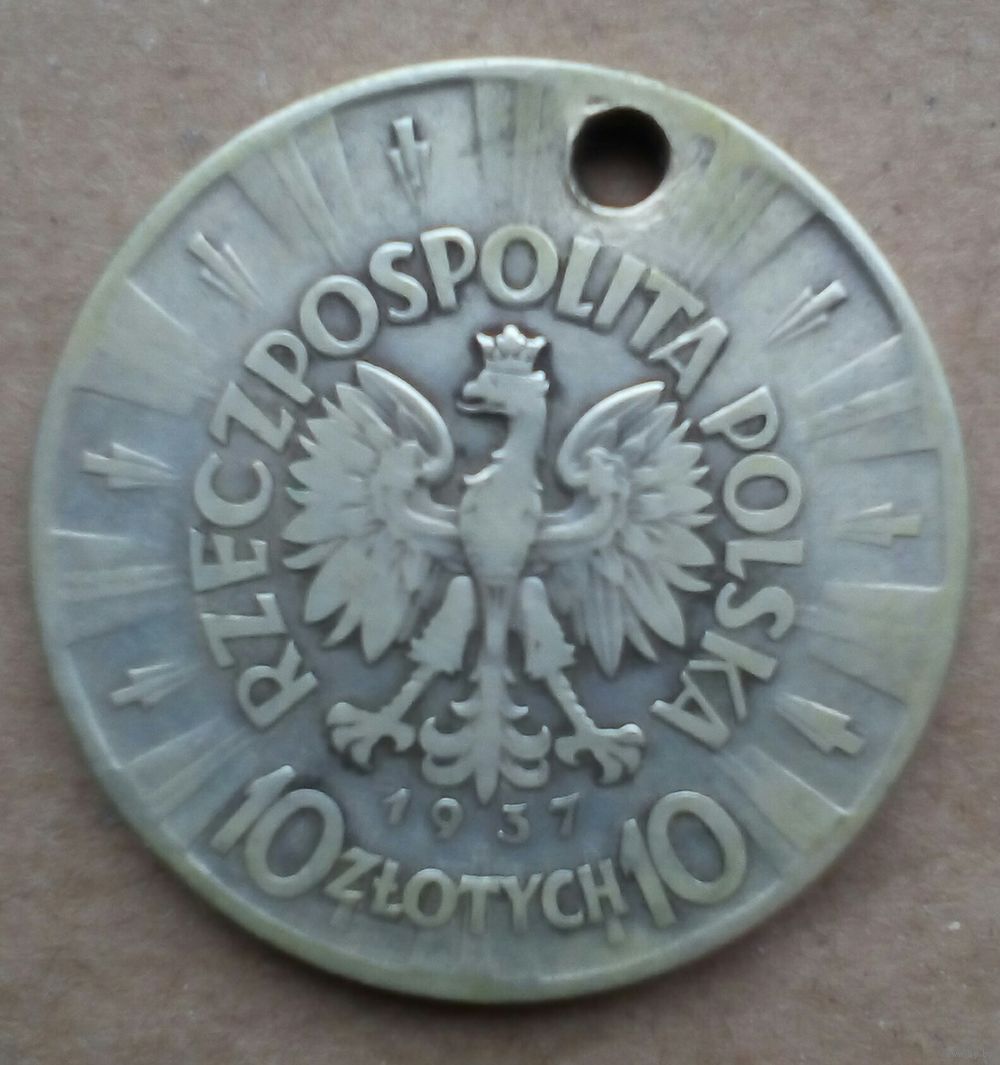 RZECZPOSPOLITA POLSKA
1937
10 ZŁOTYCH 10